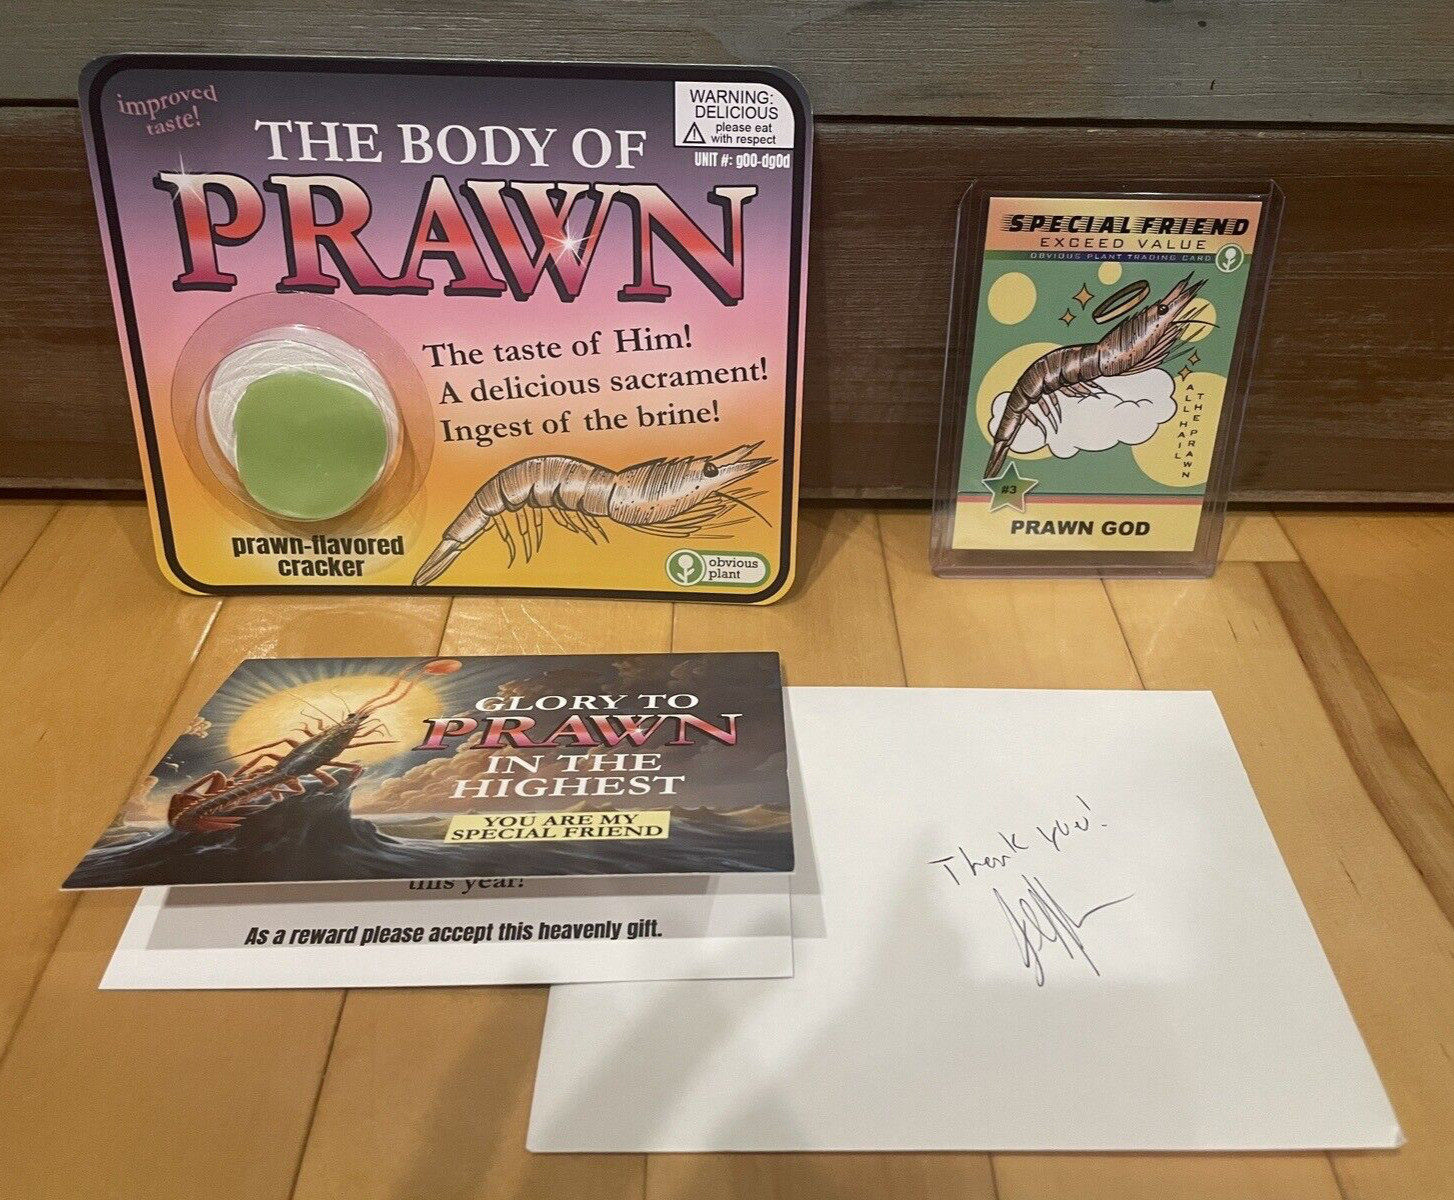 improved
taste!
THE BODY OF
PRAWN
WARNING:
DELICIOUS
please eat
with respect
UNIT #: g00-dg0d
The taste of Him!
A delicious sacrament!
Ingest of the brine!
prawn-flavored
cracker
obvious
plant
SPECIAL FRIEND
EXCEED VALUE
OBVIOUS PLANT TRADING CARD
ALL HAIL
THE PRAWN
#3
PRAWN GOD
GLORY TO
PRAWN
IN THE
HIGHEST
YOU ARE MY
SPECIAL FRIEND
this year!
As a reward please accept this heavenly gift.
Thank you!